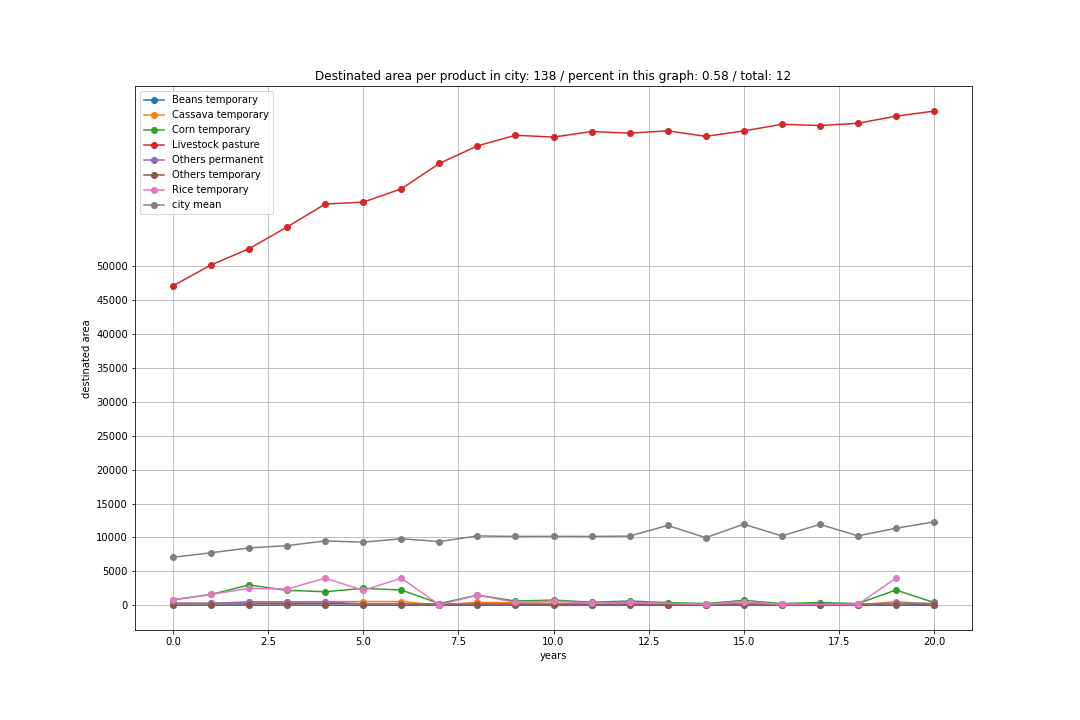 Destinated area per product in city: 138 / percent in this graph: 0.58 / total: 12
Beans temporary
Cassava temporary
Corn temporary
Livestock pasture
Others permanent
Others temporary
Rice temporary
city mean
50000
45000
40000
35000
30000
25000
20000
15000
10000
5000
0
destinated area
0.0 2.5 5.0 7.5 10.0 12.5 15.0 17.5 20.0
years